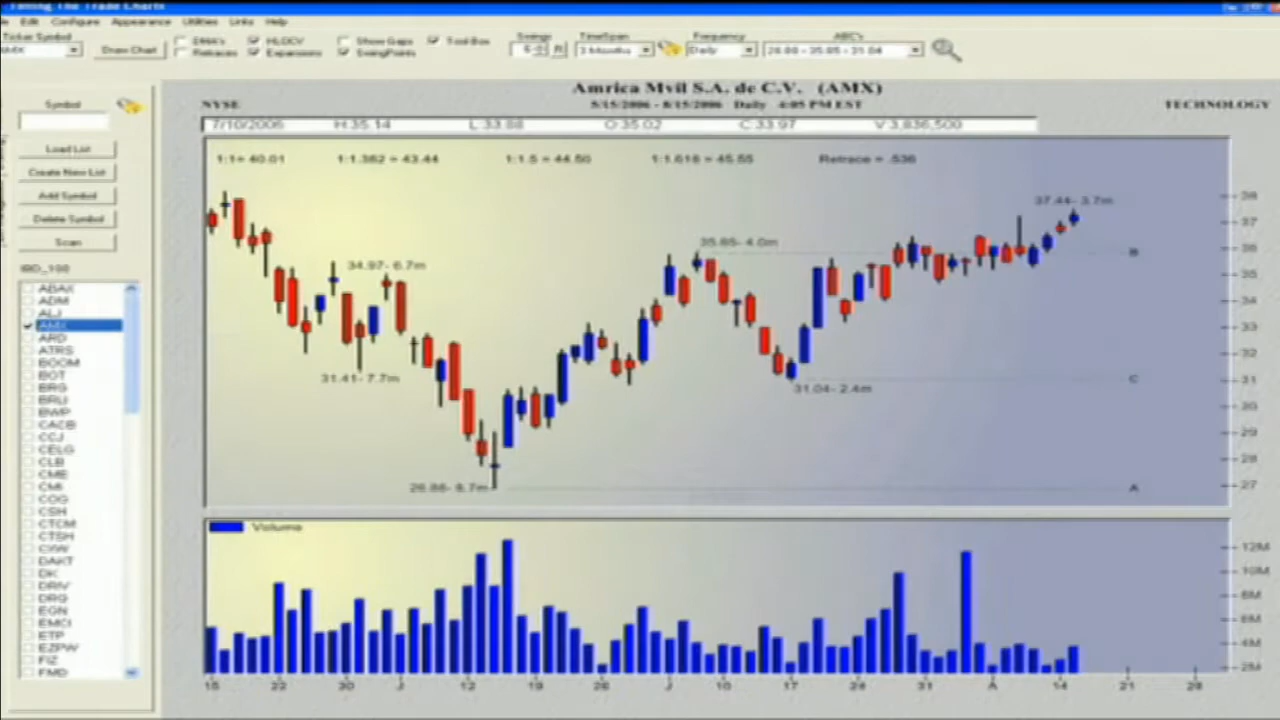 Timing The Trade Charts
Edit Configure Appearance Utilities Links Help
Ticker Symbol
AMX
Draw Chart
EMA's
HLOCV
Show Gaps
Tool Box
Retraces
Expansions
SwingPoints
Swings
TimeSpan
3 Months
Frequency
Daily
ABC's
26.88 - 35.85 - 31.04
Amrica Mvil S.A. de C.V. (AMX)
NYSE
5/15/2006 - 8/15/2006 Daily 4:05 PM EST
TECHNOLOGY
7/10/2006 H:35.14 L:33.88 O:35.02 C:33.97 V:3,836,500
1:1= 40.01 1:1.382 = 43.44 1:1.5 = 44.50 1:1.618 = 45.55 Retrace = .536
Symbol
Load List
Create New List
Add Symbol
Delete Symbol
Scan
IBD_100
ABAX
ADM
ALJ
AMX
ARD
ATRS
BOOM
BOT
BRG
BRLI
BWP
CACB
CCJ
CELG
CLB
CME
CMI
COG
CSH
CTCM
CTSH
CXW
DAKT
DK
DRIV
DRQ
EGN
EMCI
ETP
EZPW
FIZ
FMD
37.44- 3.7m
35.85- 4.0m
34.97- 6.7m
31.41- 7.7m
31.04- 2.4m
26.88- 8.7m
B
C
A
38
37
36
35
34
33
32
31
30
29
28
27
Volume
12M
10M
8M
6M
4M
2M
15 22 30 J 12 19 26 J 10 17 24 31 A 14 21 28